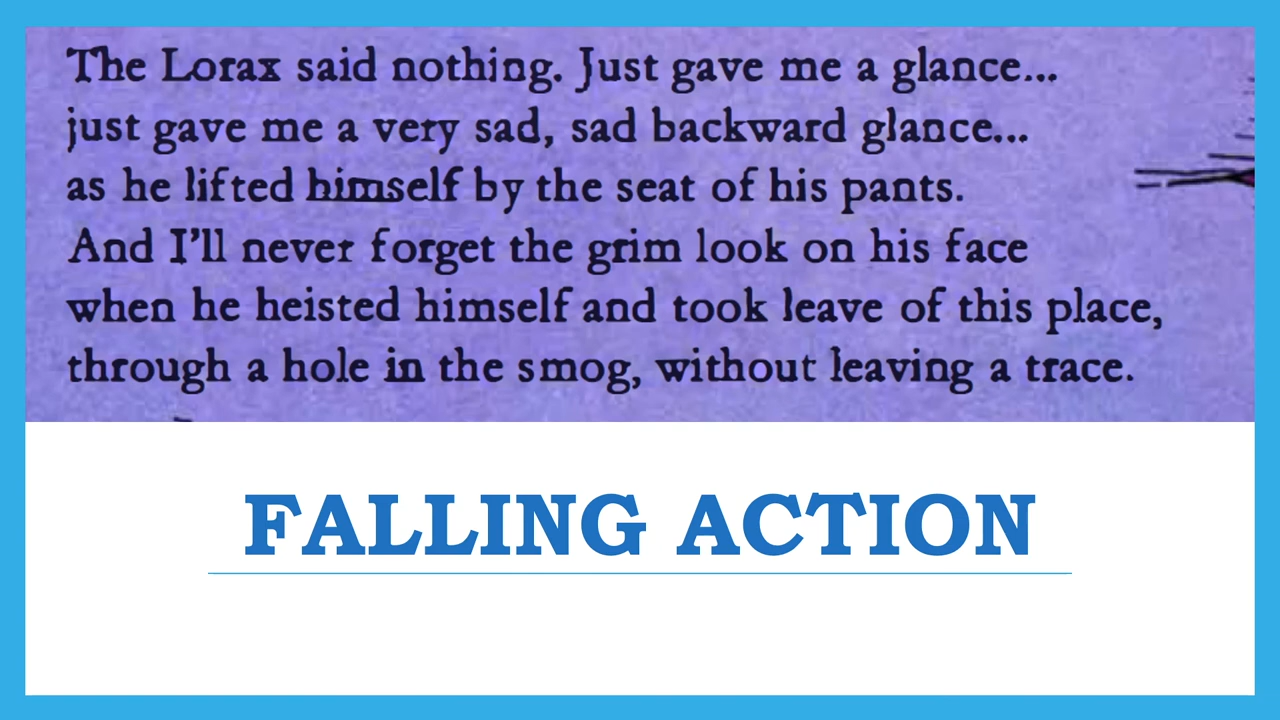 The Lorax said nothing. Just gave me a glance...
just gave me a very sad, sad backward glance...
as he lifted himself by the seat of his pants.
And I'll never forget the grim look on his face
when he heisted himself and took leave of this place,
through a hole in the smog, without leaving a trace.
FALLING ACTION